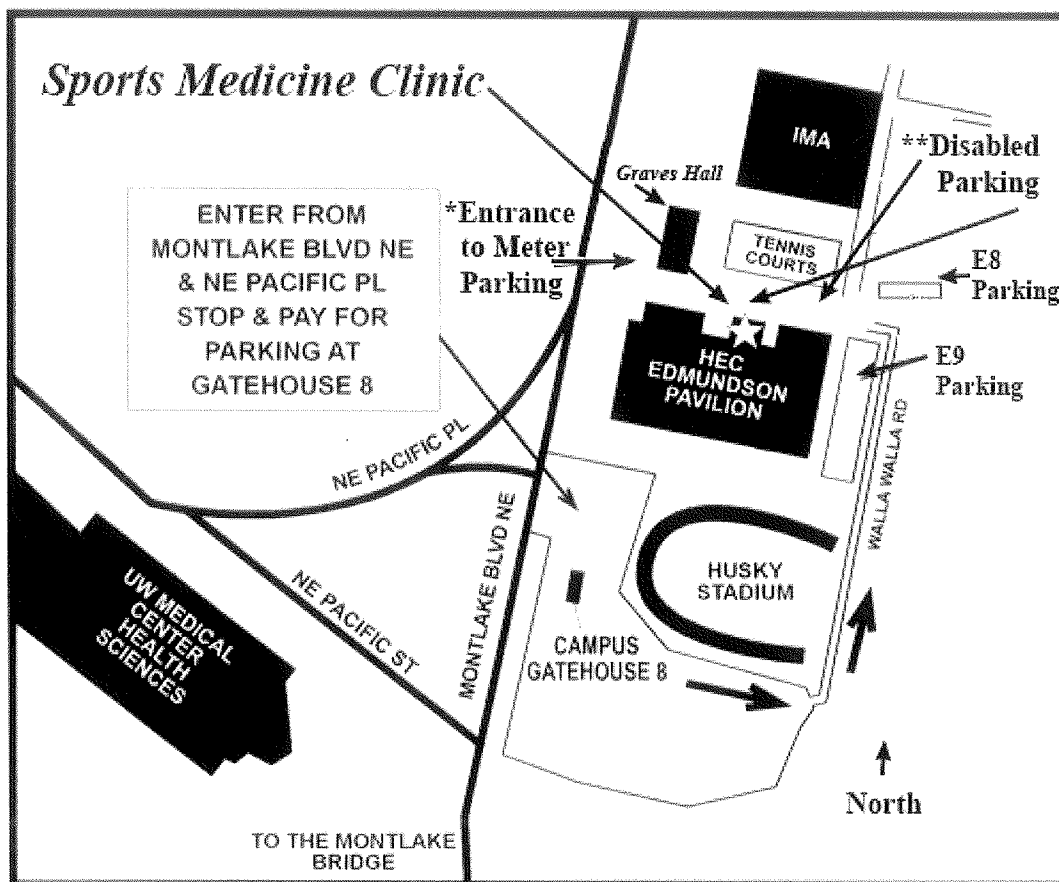 Sports Medicine Clinic
IMA
**Disabled
Parking
Graves Hall
ENTER FROM
MONTLAKE BLVD NE
& NE PACIFIC PL
STOP & PAY FOR
PARKING AT
GATEHOUSE 8
*Entrance
to Meter
Parking
TENNIS
COURTS
E8
Parking
HEC
EDMUNDSON
PAVILION
E9
Parking
NE PACIFIC PL
WALLA WALLA RD
MONTLAKE BLVD NE
HUSKY
STADIUM
UW MEDICAL
CENTER
HEALTH
SCIENCES
NE PACIFIC ST
CAMPUS
GATEHOUSE 8
North
TO THE MONTLAKE
BRIDGE